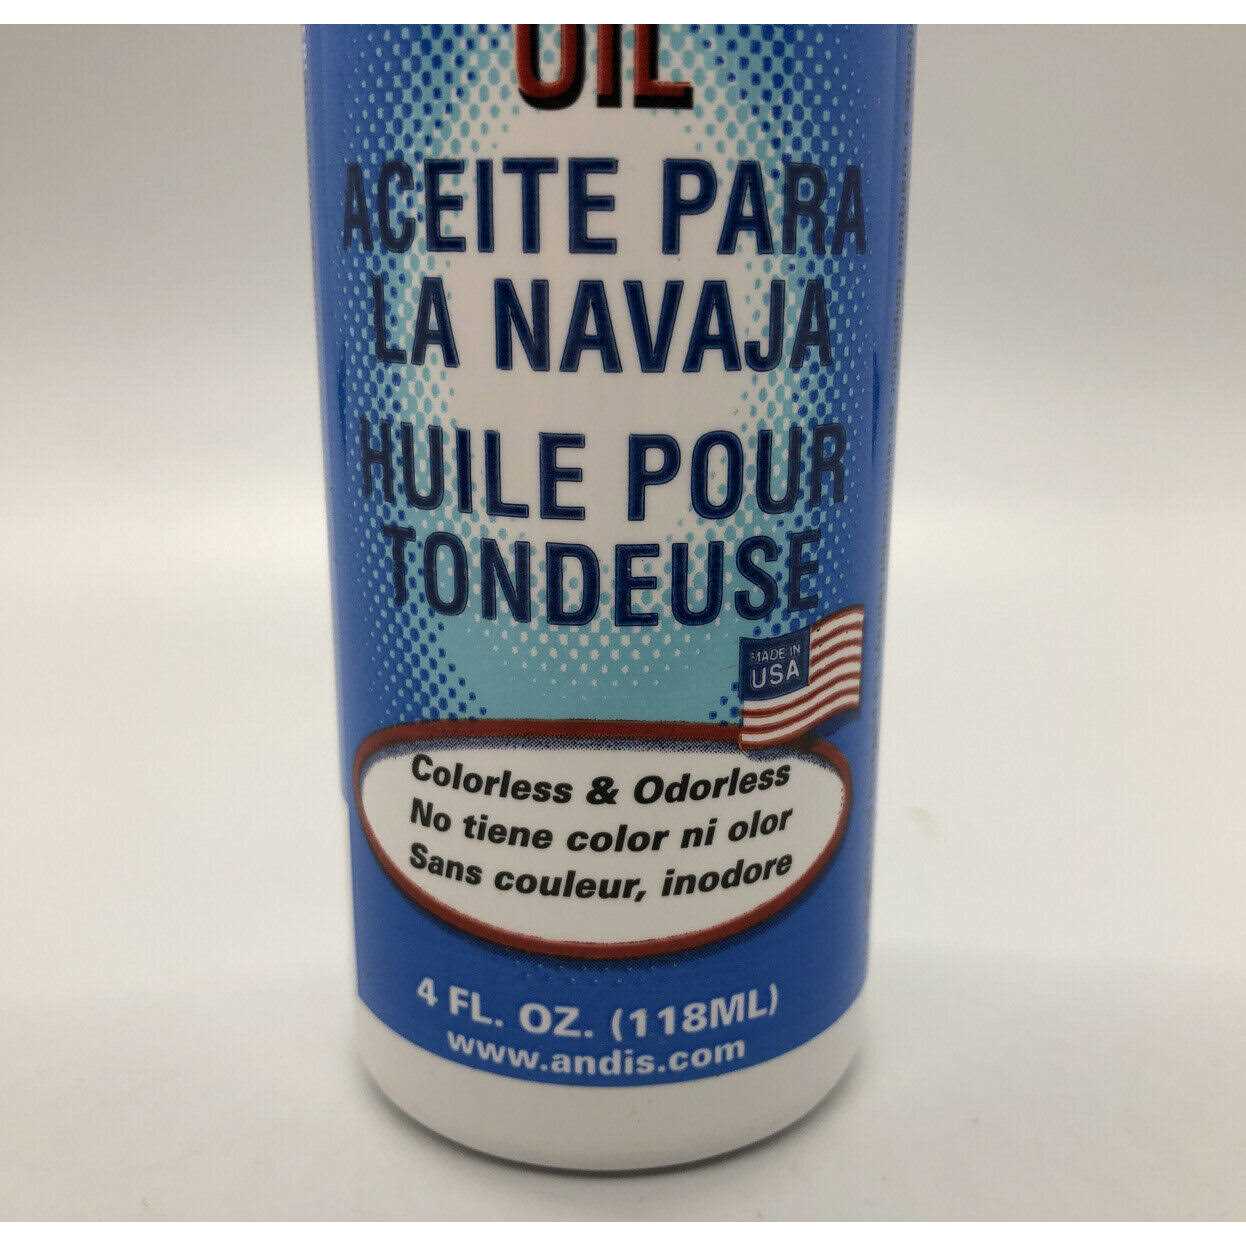 OIL
ACEITE PARA
LA NAVAJA
HUILE POUR
TONDEUSE
MADE IN
USA
Colorless & Odorless
No tiene color ni olor
Sans couleur, inodore
4 FL. OZ. (118ML)
www.andis.com